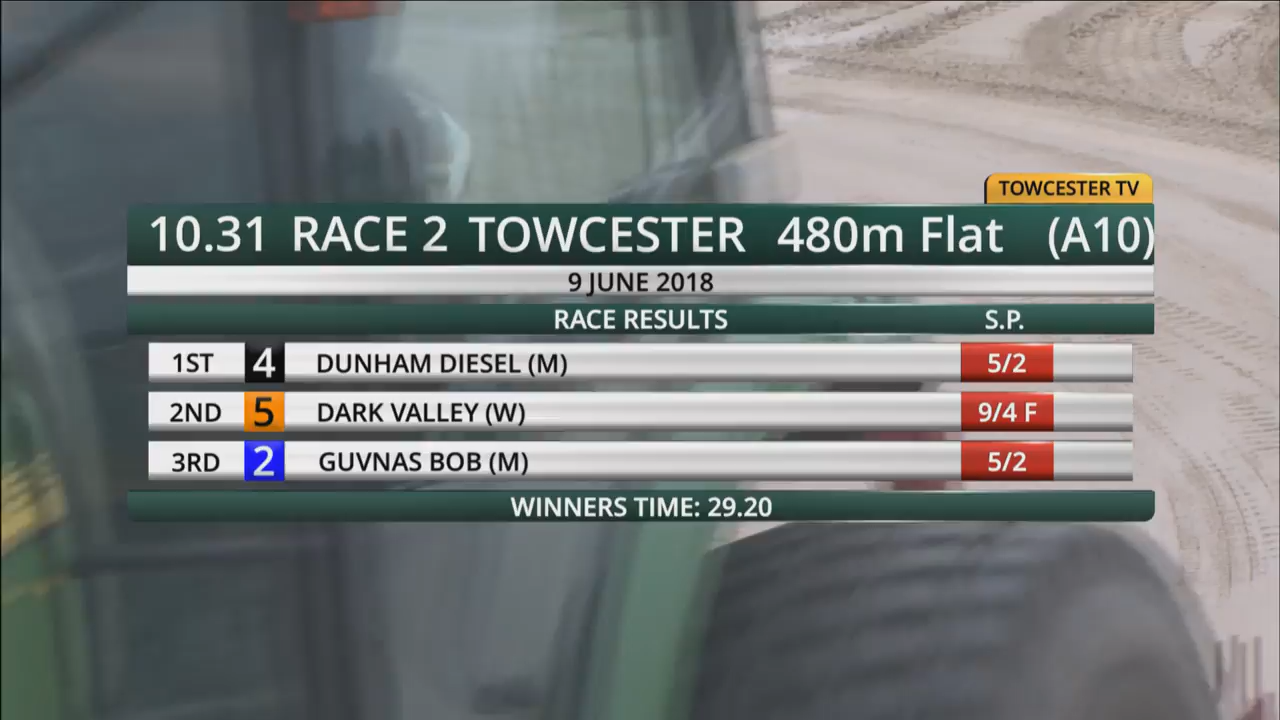 TOWCESTER TV
10.31 RACE 2 TOWCESTER 480m Flat (A10)
9 JUNE 2018
RACE RESULTS S.P.
1ST 4 DUNHAM DIESEL (M) 5/2
2ND 5 DARK VALLEY (W) 9/4 F
3RD 2 GUVNAS BOB (M) 5/2
WINNERS TIME: 29.20